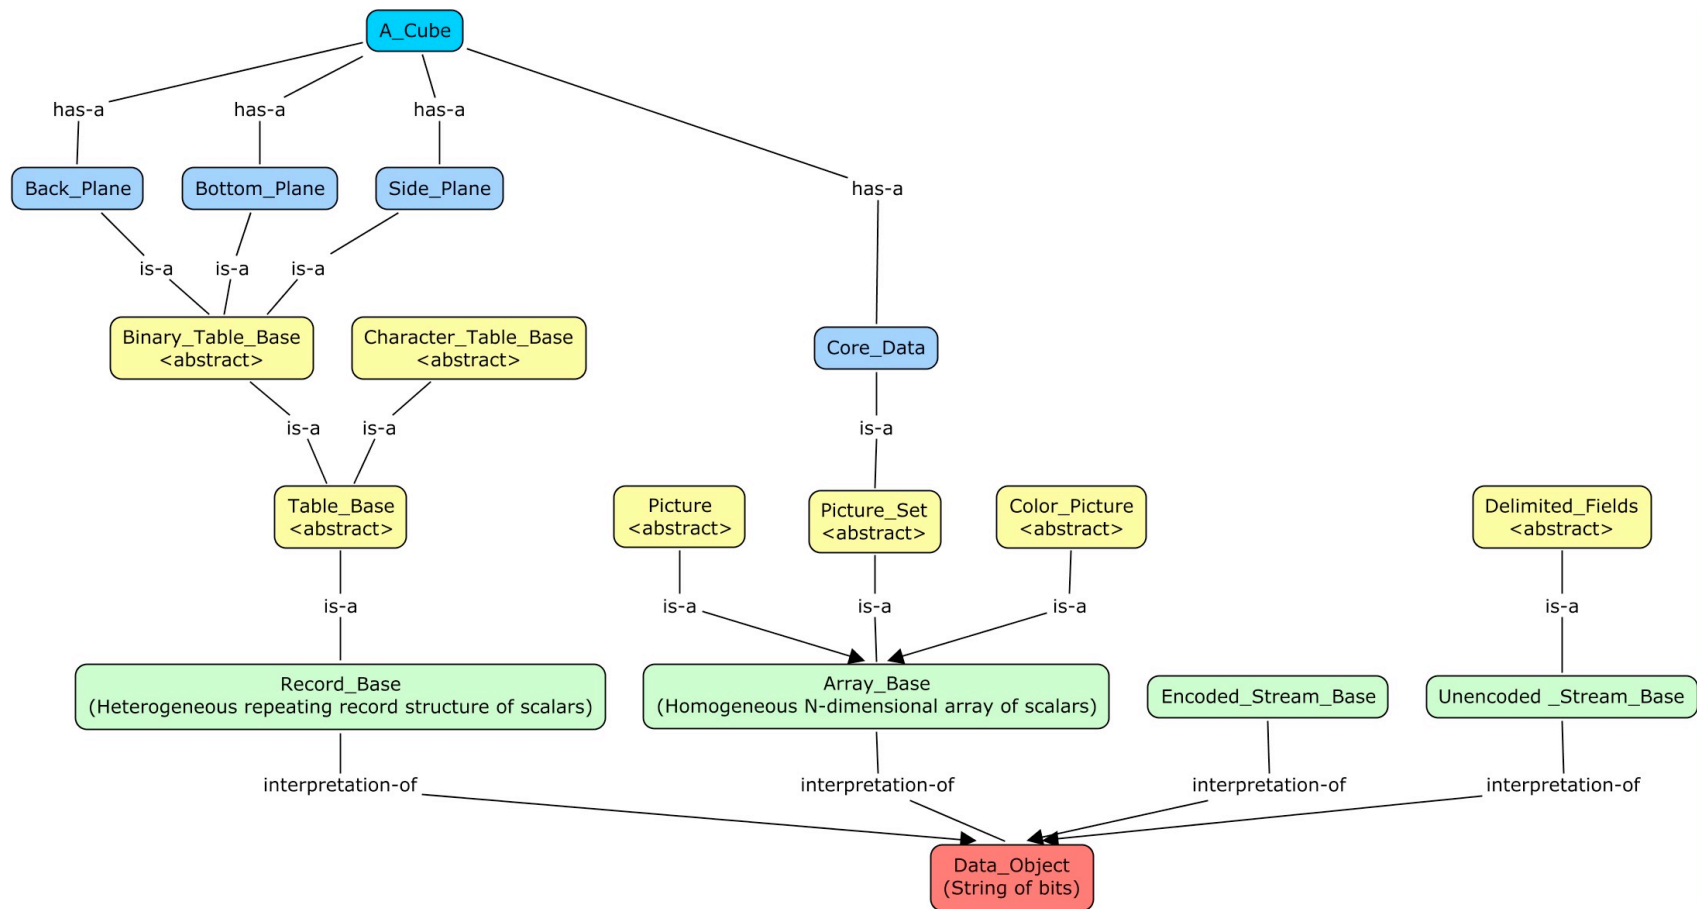 A_Cube
has-a
has-a
has-a
Back_Plane
Bottom_Plane
Side_Plane
has-a
is-a
is-a
is-a
Binary_Table_Base
<abstract>
Character_Table_Base
<abstract>
Core_Data
is-a
is-a
is-a
Table_Base
<abstract>
Picture
<abstract>
Picture_Set
<abstract>
Color_Picture
<abstract>
Delimited_Fields
<abstract>
is-a
is-a
is-a
is-a
is-a
Record_Base
(Heterogeneous repeating record structure of scalars)
Array_Base
(Homogeneous N-dimensional array of scalars)
Encoded_Stream_Base
Unencoded _Stream_Base
interpretation-of
interpretation-of
interpretation-of
interpretation-of
Data_Object
(String of bits)